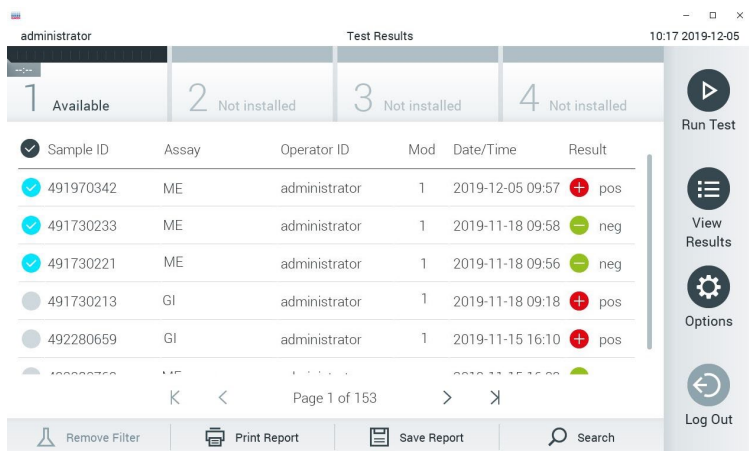 administrator Test Results 10:17 2019-12-05
--:--
1 Available 2 Not installed 3 Not installed 4 Not installed
Run Test
Sample ID Assay Operator ID Mod Date/Time Result
491970342 ME administrator 1 2019-12-05 09:57 pos
491730233 ME administrator 1 2019-11-18 09:58 neg
View
Results
491730221 ME administrator 1 2019-11-18 09:56 neg
491730213 GI administrator 1 2019-11-18 09:18 pos
Options
492280659 GI administrator 1 2019-11-15 16:10 pos
Page 1 of 153
Log Out
Remove Filter Print Report Save Report Search